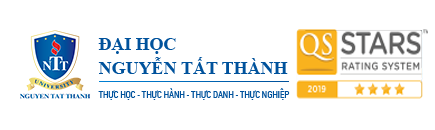 NTT
UNIVERSITY
NGUYEN TAT THANH
ĐẠI HỌC
NGUYỄN TẤT THÀNH
THỰC HỌC - THỰC HÀNH - THỰC DANH - THỰC NGHIỆP
QS STARS™
RATING SYSTEM
2019